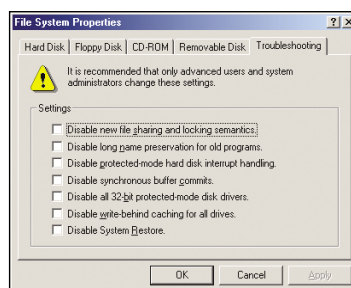 File System Properties
Hard Disk Floppy Disk CD-ROM Removable Disk Troubleshooting
It is recommended that only advanced users and system
administrators change these settings.
Settings
Disable new file sharing and locking semantics.
Disable long name preservation for old programs.
Disable protected-mode hard disk interrupt handling.
Disable synchronous buffer commits.
Disable all 32-bit protected-mode disk drivers.
Disable write-behind caching for all drives.
Disable System Restore.
OK Cancel Apply